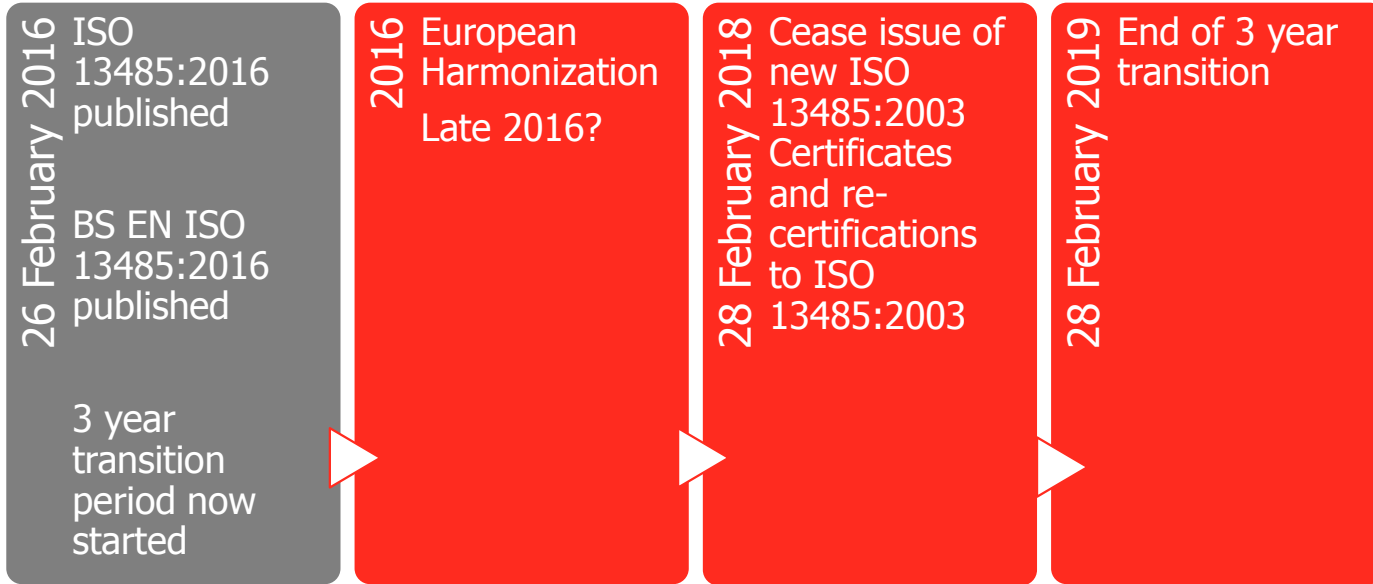 26 February 2016
ISO
13485:2016
published
BS EN ISO
13485:2016
published
3 year
transition
period now
started
2016
European
Harmonization
Late 2016?
28 February 2018
Cease issue of
new ISO
13485:2003
Certificates
and re-
certifications
to ISO
13485:2003
28 February 2019
End of 3 year
transition